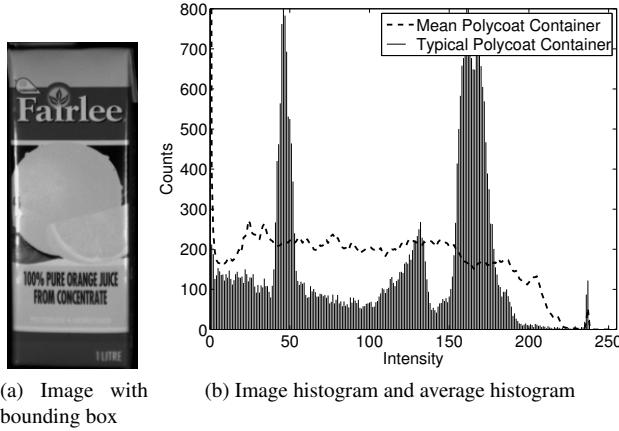 Fairlee
100% PURE ORANGE JUICE
FROM CONCENTRATE
1 LITRE
(a) Image with
bounding box
800
700
600
500
400
300
200
100
0
Counts
0 50 100 150 200 250
Intensity
Mean Polycoat Container
Typical Polycoat Container
(b) Image histogram and average histogram